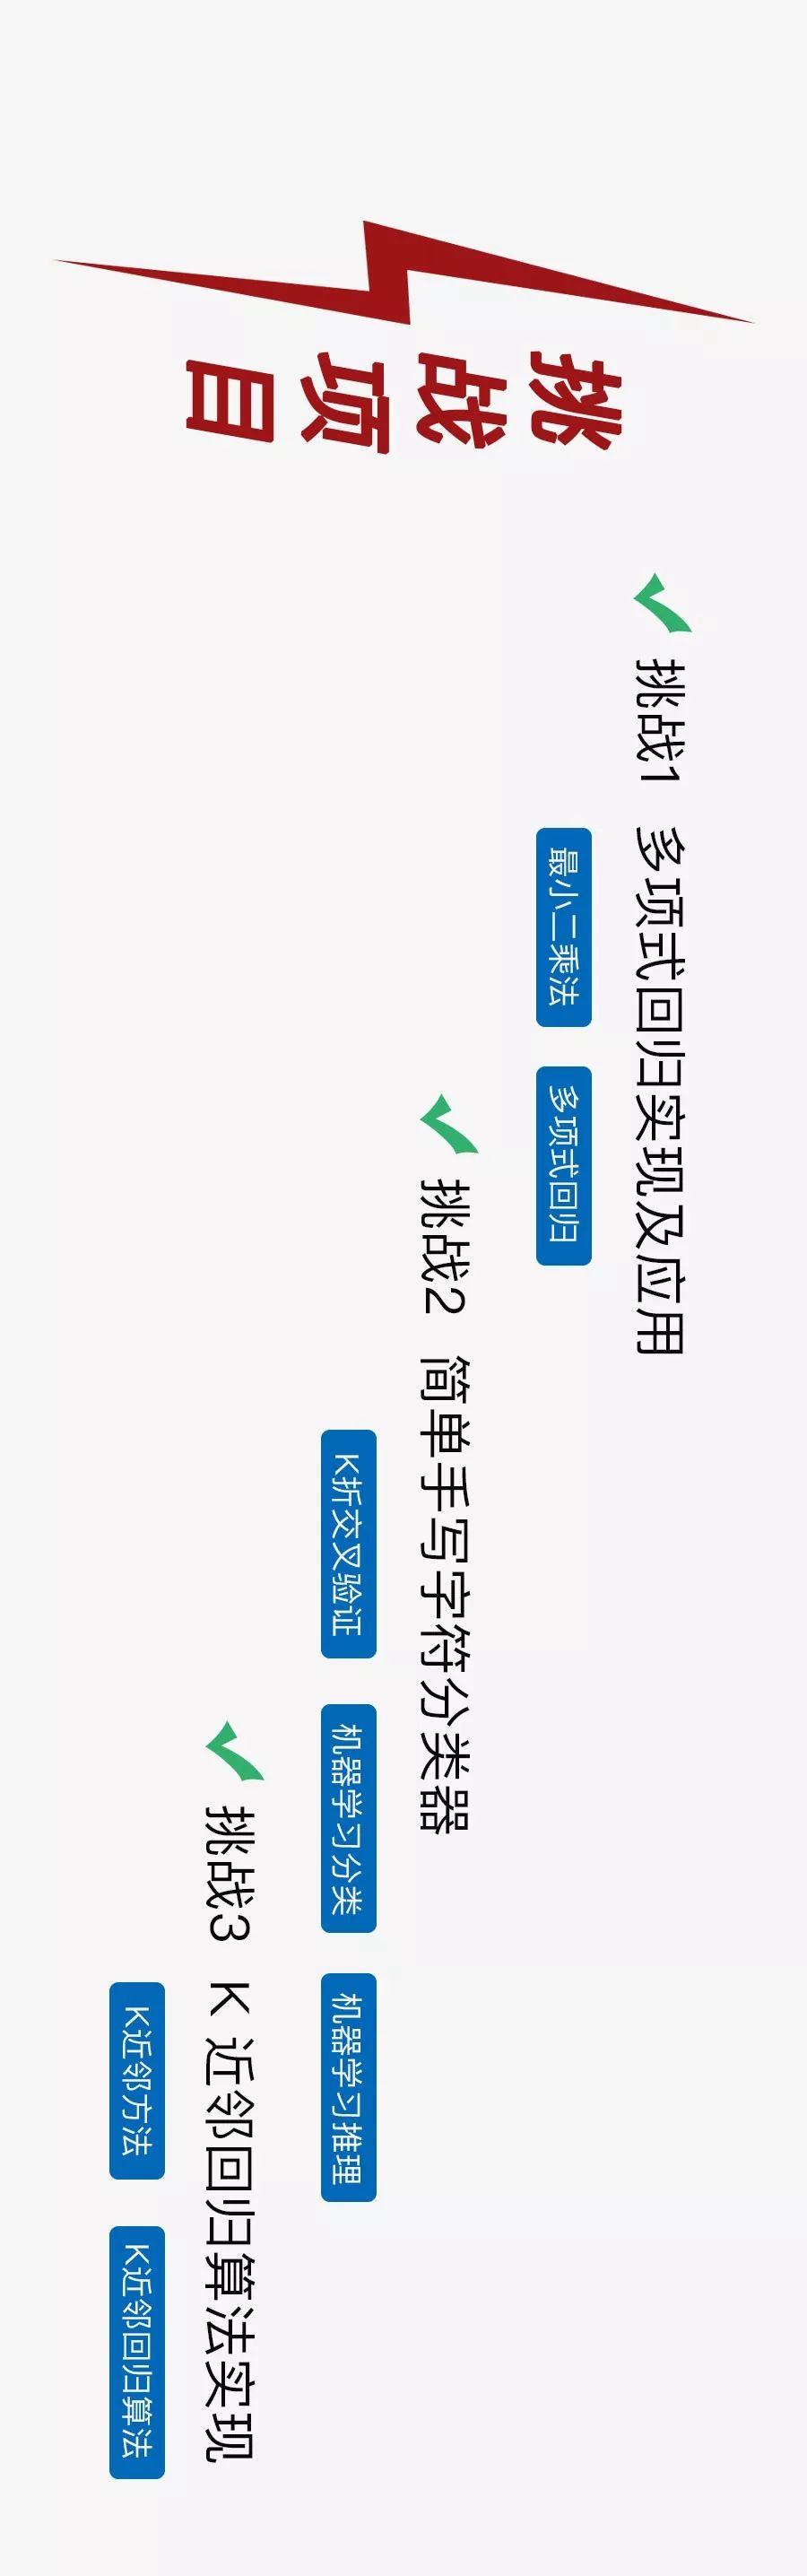 挑战项目
挑战1 多项式回归实现及应用
最小二乘法 多项式回归
挑战2 简单手写字符分类器
K折交叉验证 机器学习分类 机器学习推理
挑战3 K 近邻回归算法实现
K近邻方法 K近邻回归算法